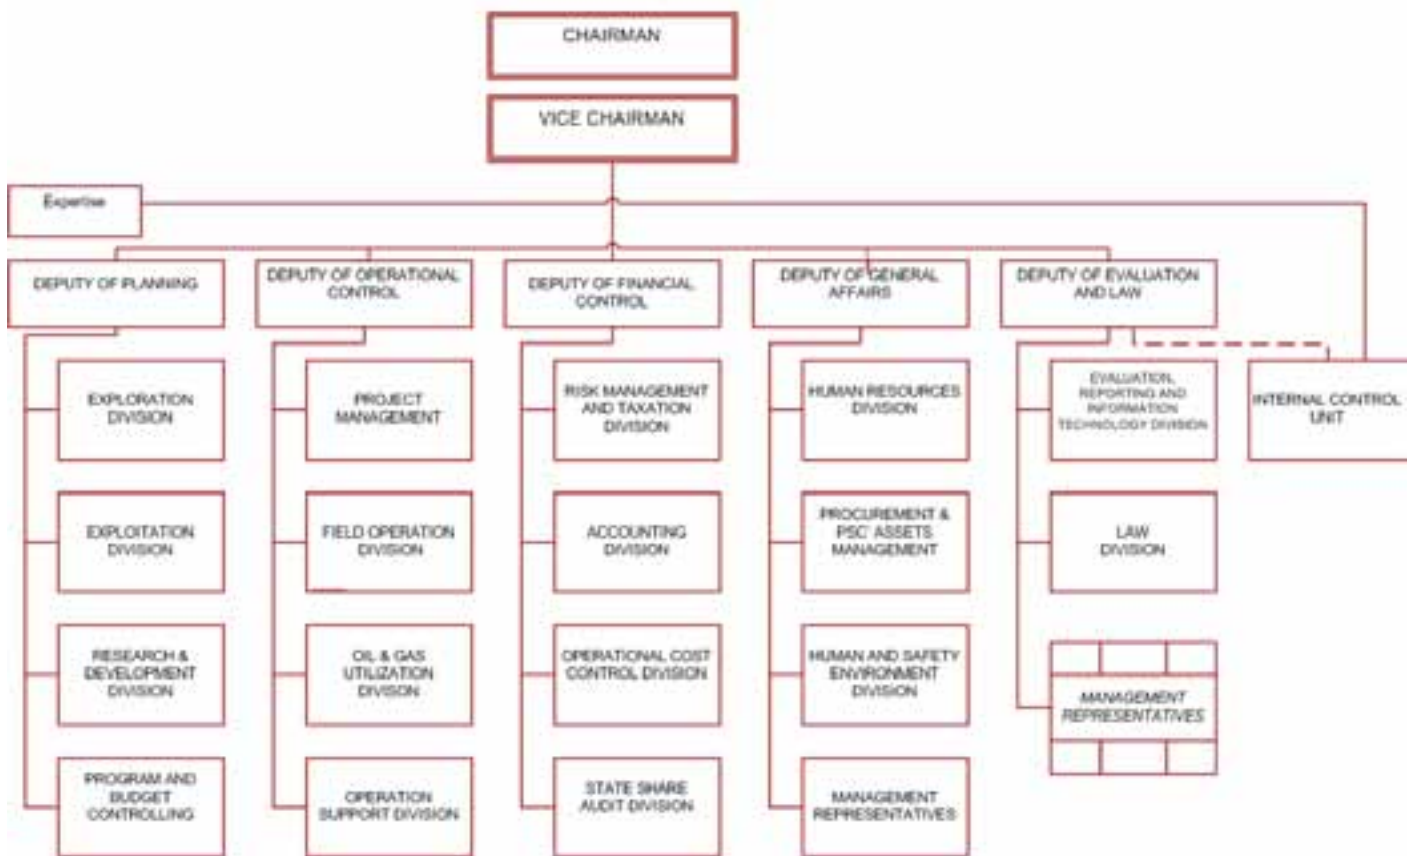 CHAIRMAN
VICE CHAIRMAN
Expertise
DEPUTY OF PLANNING
DEPUTY OF OPERATIONAL
CONTROL
DEPUTY OF FINANCIAL
CONTROL
DEPUTY OF GENERAL
AFFAIRS
DEPUTY OF EVALUATION
AND LAW
EXPLORATION
DIVISION
PROJECT
MANAGEMENT
RISK MANAGEMENT
AND TAXATION
DIVISION
HUMAN RESOURCES
DIVISION
EVALUATION,
REPORTING AND
INFORMATION
TECHNOLOGY DIVISION
INTERNAL CONTROL
UNIT
EXPLOITATION
DIVISION
FIELD OPERATION
DIVISION
ACCOUNTING
DIVISION
PROCUREMENT &
PSC' ASSETS
MANAGEMENT
LAW
DIVISION
RESEARCH &
DEVELOPMENT
DIVISION
OIL & GAS
UTILIZATION
DIVISON
OPERATIONAL COST
CONTROL DIVISION
HUMAN AND SAFETY
ENVIRONMENT
DIVISION
MANAGEMENT
REPRESENTATIVES
PROGRAM AND
BUDGET
CONTROLLING
OPERATION
SUPPORT DIVISION
STATE SHARE
AUDIT DIVISION
MANAGEMENT
REPRESENTATIVES